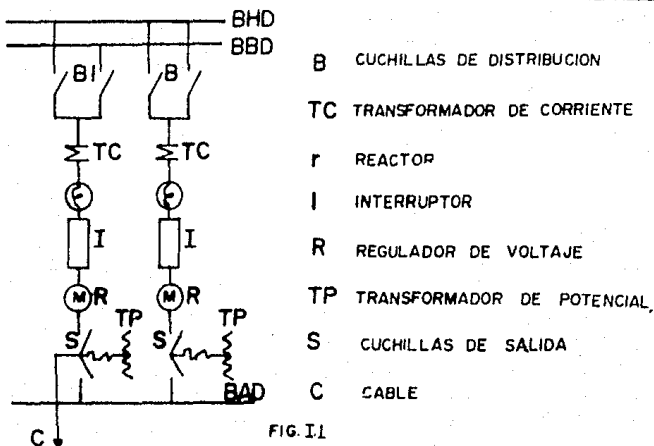 BHD
BBD
BI
B
TC
TC
I
I
M R
M R
S
TP
S
TP
BAD
C
B CUCHILLAS DE DISTRIBUCION
TC TRANSFORMADOR DE CORRIENTE
r REACTOR
I INTERRUPTOR
R REGULADOR DE VOLTAJE
TP TRANSFORMADOR DE POTENCIAL,
S CUCHILLAS DE SALIDA
C CABLE
FIG. I.1